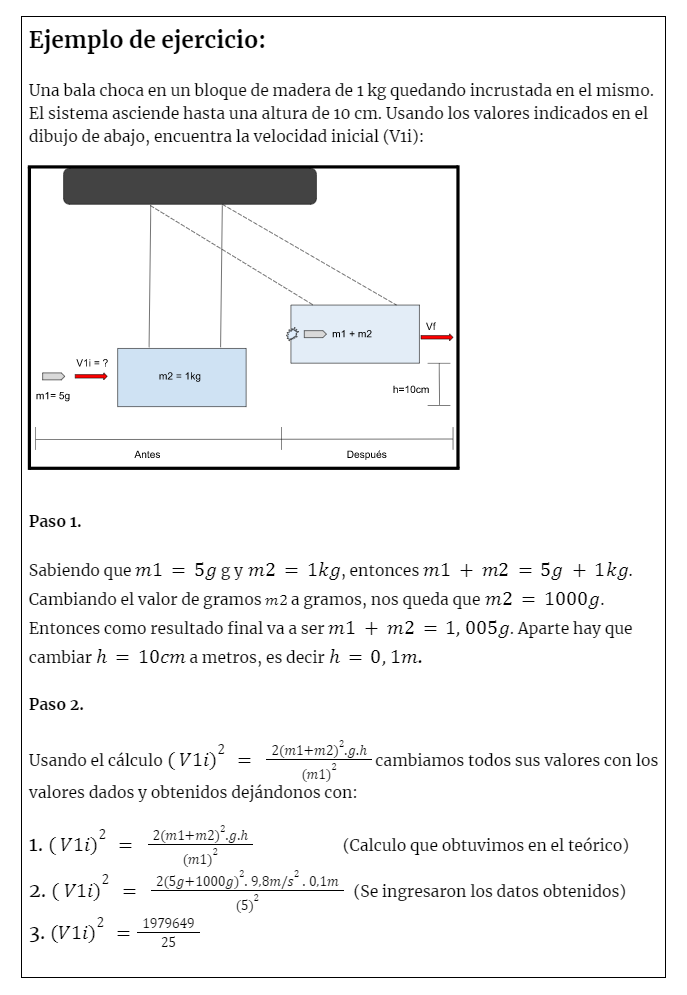 Ejemplo de ejercicio:
Una bala choca en un bloque de madera de 1 kg quedando incrustada en el mismo.
El sistema asciende hasta una altura de 10 cm. Usando los valores indicados en el
dibujo de abajo, encuentra la velocidad inicial (V1i):
m1 + m2
Vf
V1i = ?
m2 = 1kg
m1= 5g
h=10cm
Antes
Después
Paso 1.
Sabiendo que m1 = 5g g y m2 = 1kg, entonces m1 + m2 = 5g + 1kg.
Cambiando el valor de gramos m2 a gramos, nos queda que m2 = 1000g.
Entonces como resultado final va a ser m1 + m2 = 1, 005g. Aparte hay que
cambiar h = 10cm a metros, es decir h = 0, 1m.
Paso 2.
Usando el cálculo (V1i)² = 2(m1+m2)².g.h / (m1)² cambiamos todos sus valores con los
valores dados y obtenidos dejándonos con:
1. (V1i)² = 2(m1+m2)².g.h / (m1)² (Calculo que obtuvimos en el teórico)
2. (V1i)² = 2(5g+1000g)². 9,8m/s² . 0,1m / (5)² (Se ingresaron los datos obtenidos)
3. (V1i)² = 1979649 / 25